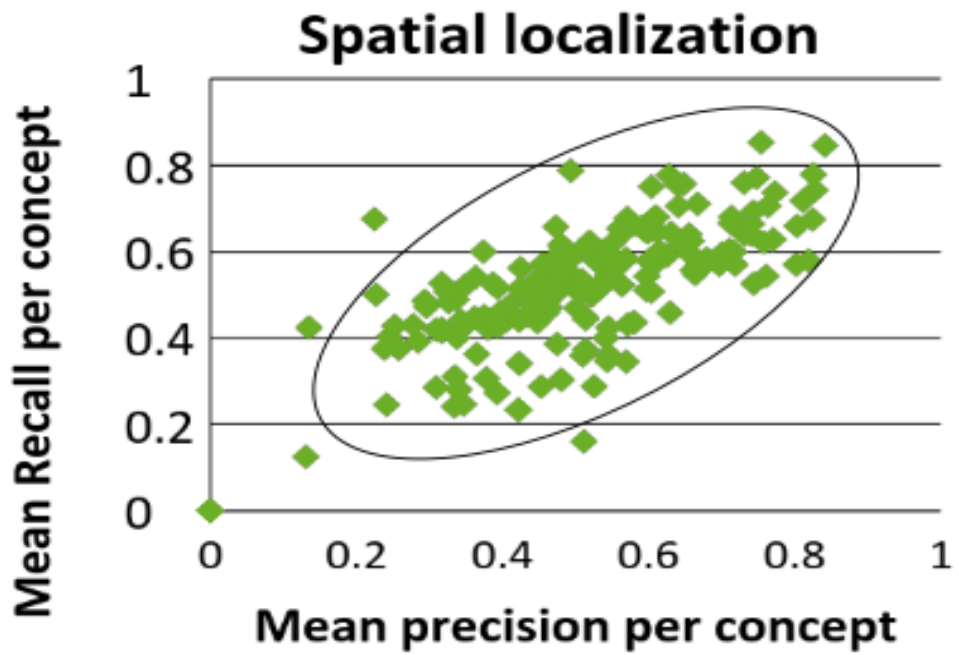 Spatial localization
Mean Recall per concept
1
0.8
0.6
0.4
0.2
0
0 0.2 0.4 0.6 0.8 1
Mean precision per concept